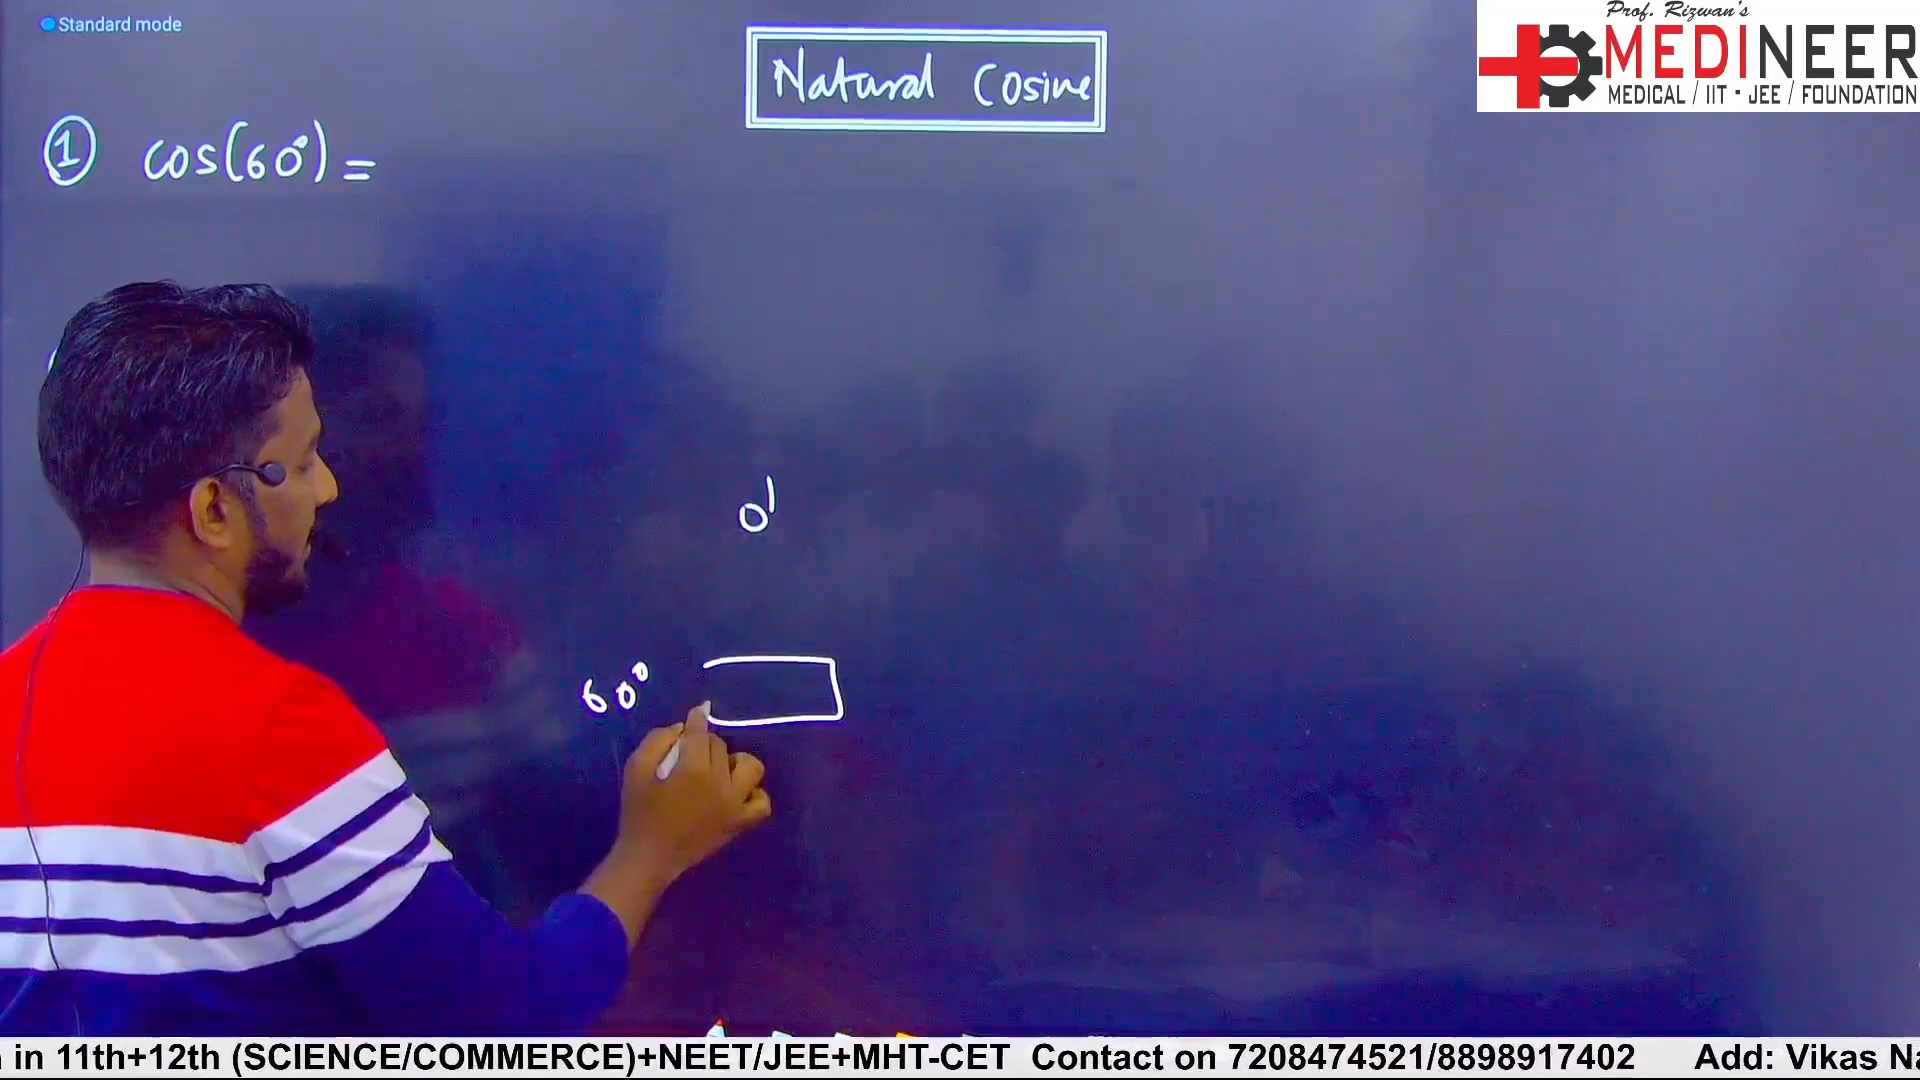 Standard mode
Prof. Rizwan's
MEDINEER
MEDICAL / IIT - JEE / FOUNDATION
Natural Cosine
① cos(60°) =
0'
60°
in 11th+12th (SCIENCE/COMMERCE)+NEET/JEE+MHT-CET Contact on 7208474521/8898917402 Add: Vikas